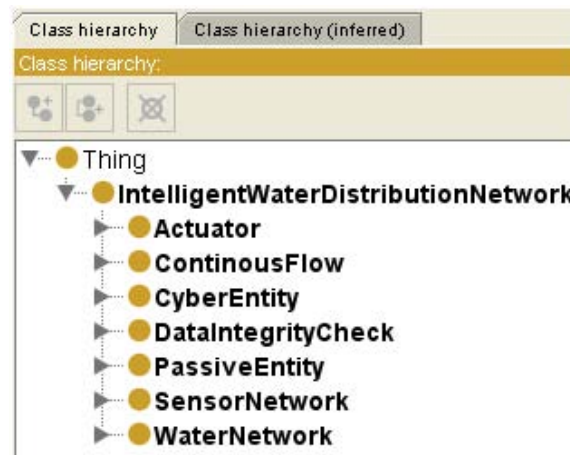 Class hierarchy Class hierarchy (inferred)
Class hierarchy:
Thing
IntelligentWaterDistributionNetwork
Actuator
ContinousFlow
CyberEntity
DataIntegrityCheck
PassiveEntity
SensorNetwork
WaterNetwork